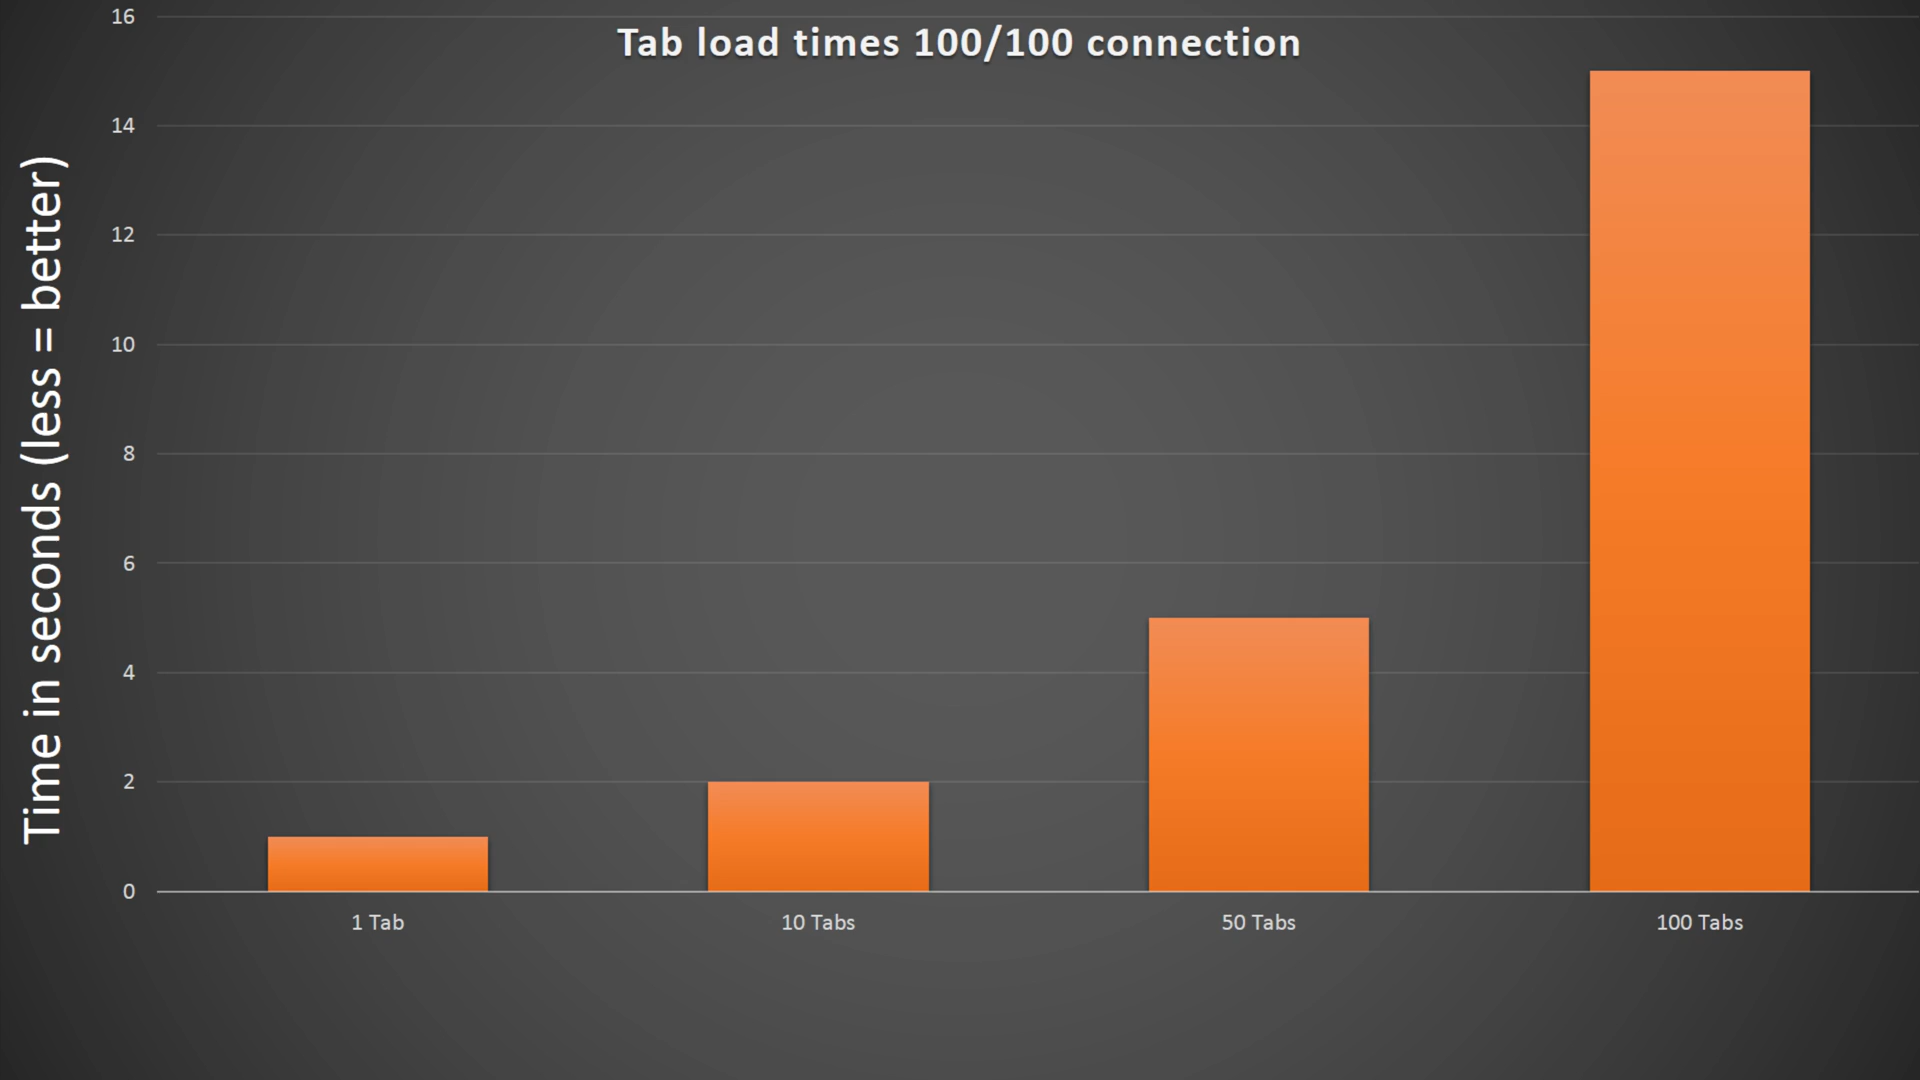 Tab load times 100/100 connection
Time in seconds (less = better)
16
14
12
10
8
6
4
2
0
1 Tab
10 Tabs
50 Tabs
100 Tabs